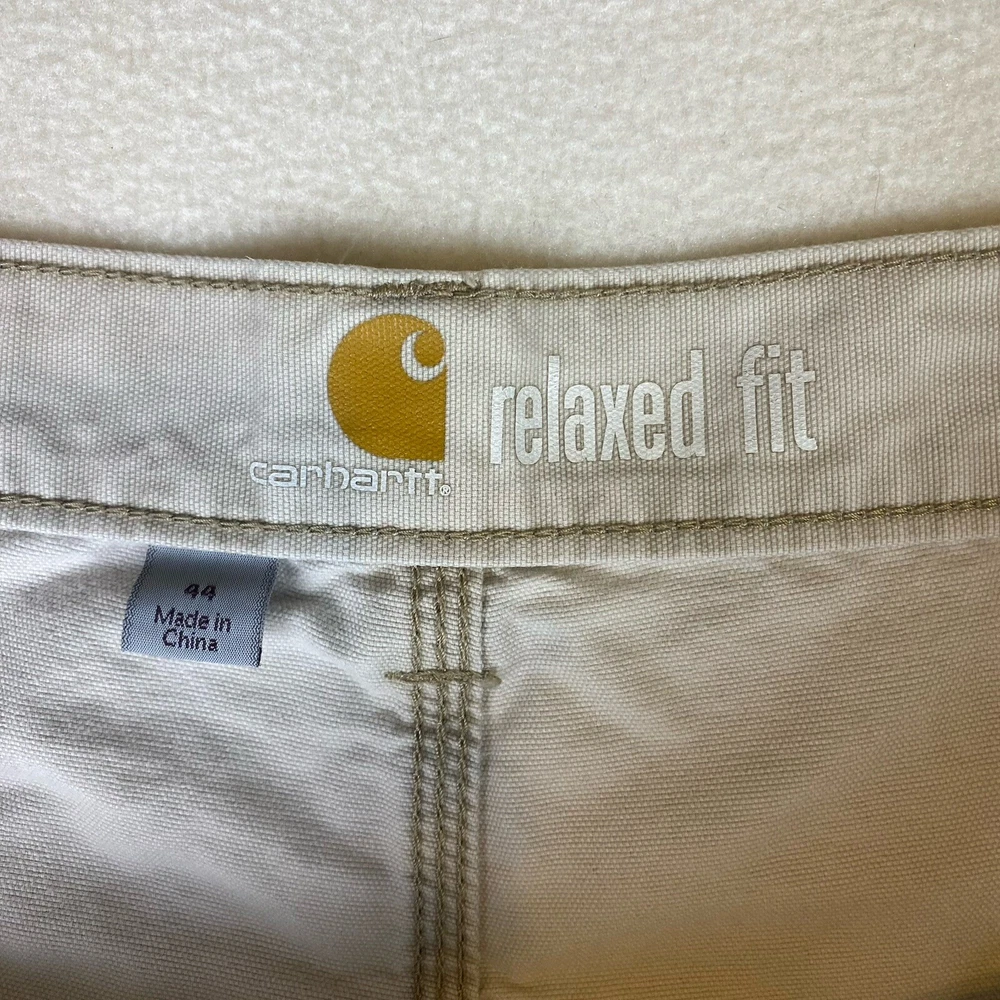 carhartt®
relaxed fit
44
Made in
China